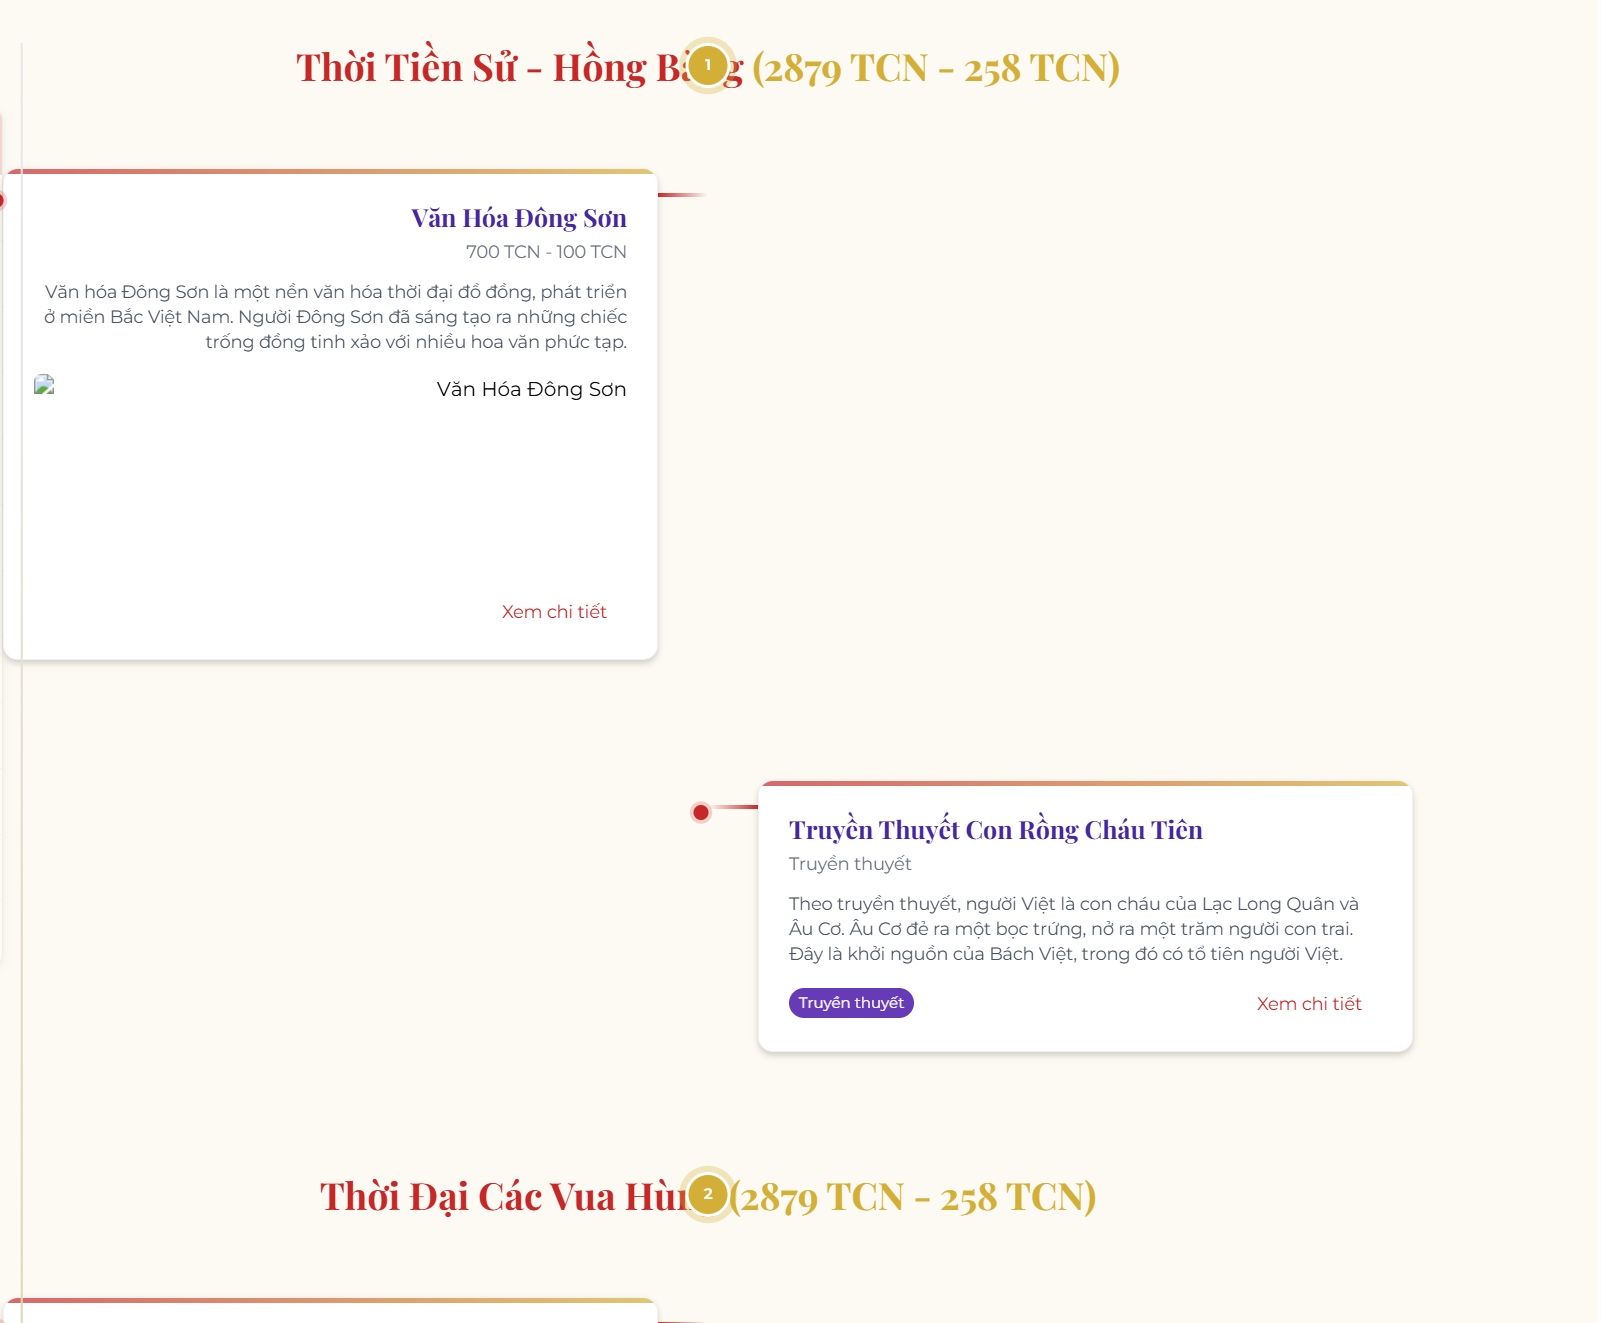 Thời Tiền Sử - Hồng B g (2879 TCN - 258 TCN)
1
Văn Hóa Đông Sơn
700 TCN - 100 TCN
Văn hóa Đông Sơn là một nền văn hóa thời đại đồ đồng, phát triển
ở miền Bắc Việt Nam. Người Đông Sơn đã sáng tạo ra những chiếc
trống đồng tinh xảo với nhiều hoa văn phức tạp.
Văn Hóa Đông Sơn
Xem chi tiết
Truyền Thuyết Con Rồng Cháu Tiên
Truyền thuyết
Theo truyền thuyết, người Việt là con cháu của Lạc Long Quân và
Âu Cơ. Âu Cơ đẻ ra một bọc trứng, nở ra một trăm người con trai.
Đây là khởi nguồn của Bách Việt, trong đó có tổ tiên người Việt.
Truyền thuyết
Xem chi tiết
Thời Đại Các Vua (2879 TCN - 258 TCN)
2